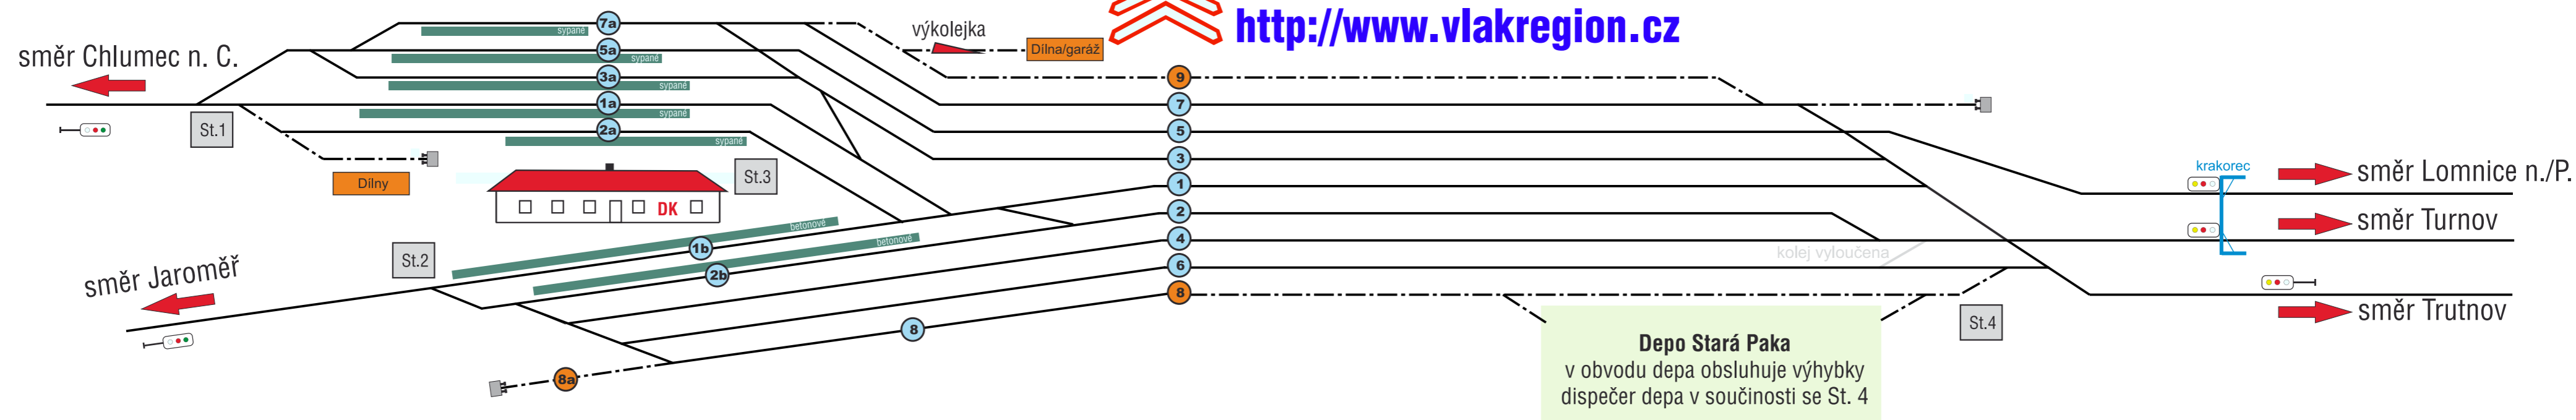 http://www.vlakregion.cz
směr Chlumec n. C.
St.1
7a
sypané
5a
sypané
3a
sypané
1a
sypané
2a
sypané
Dílny
DK
St.3
výkolejka
Dílna/garáž
9
7
5
3
1
2
4
6
8
betonové
1b
betonové
2b
St.2
směr Jaroměř
8
8a
kolej vyloučena
krakorec
směr Lomnice n./P.
směr Turnov
směr Trutnov
St.4
Depo Stará Paka
v obvodu depa obsluhuje výhybky
dispečer depa v součinosti se St. 4